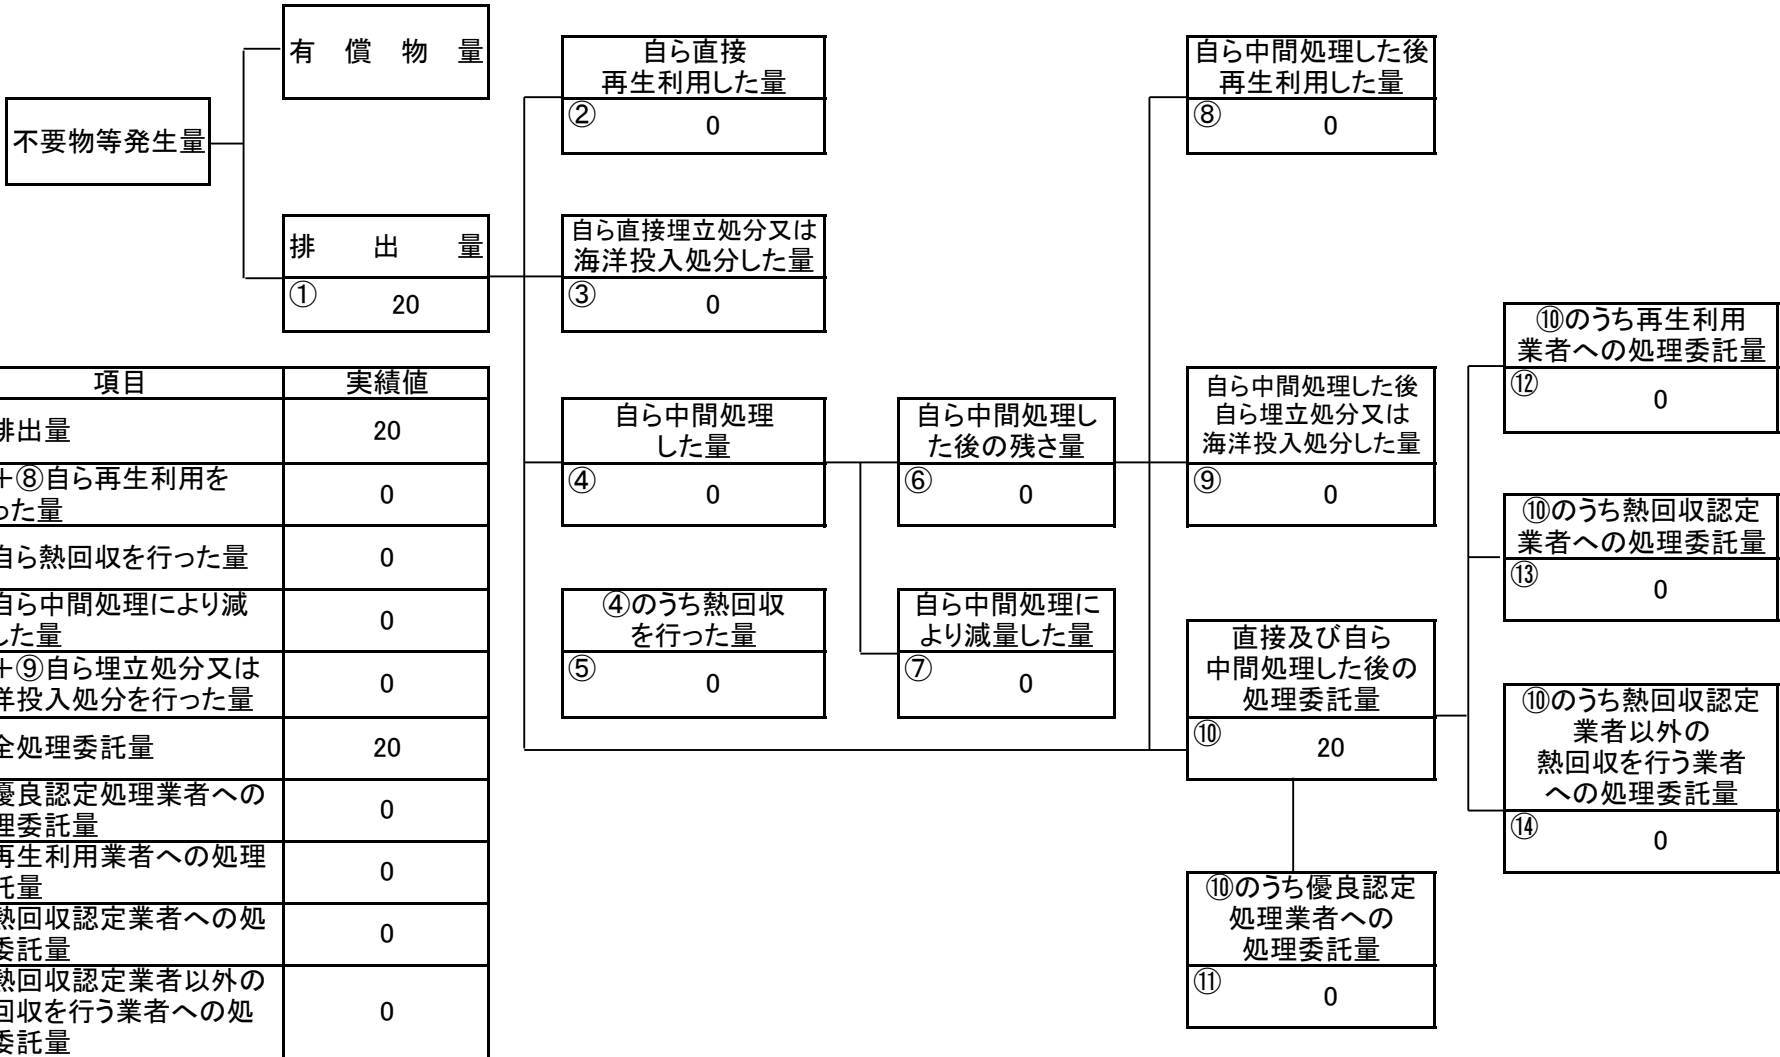 有償物量
不要物等発生量
排出量
①
20
自ら直接
再生利用した量
②
0
自ら直接埋立処分又は
海洋投入処分した量
③
0
自ら中間処理
した量
④
0
④のうち熱回収
を行った量
⑤
0
自ら中間処理し
た後の残さ量
⑥
0
自ら中間処理に
より減量した量
⑦
0
自ら中間処理した後
再生利用した量
⑧
0
自ら中間処理した後
自ら埋立処分又は
海洋投入処分した量
⑨
0
直接及び自ら
中間処理した後の
処理委託量
⑩
20
⑩のうち優良認定
処理業者への
処理委託量
⑪
0
⑩のうち再生利用
業者への処理委託量
⑫
0
⑩のうち熱回収認定
業者への処理委託量
⑬
0
⑩のうち熱回収認定
業者以外の
熱回収を行う業者
への処理委託量
⑭
0
項目 実績値
排出量 20
+⑧自ら再生利用を
った量
0
自ら熱回収を行った量 0
自ら中間処理により減
した量
0
+⑨自ら埋立処分又は
洋投入処分を行った量
0
全処理委託量 20
優良認定処理業者への
理委託量
0
再生利用業者への処理
託量
0
熱回収認定業者への処
委託量
0
熱回収認定業者以外の
回収を行う業者への処
委託量
0